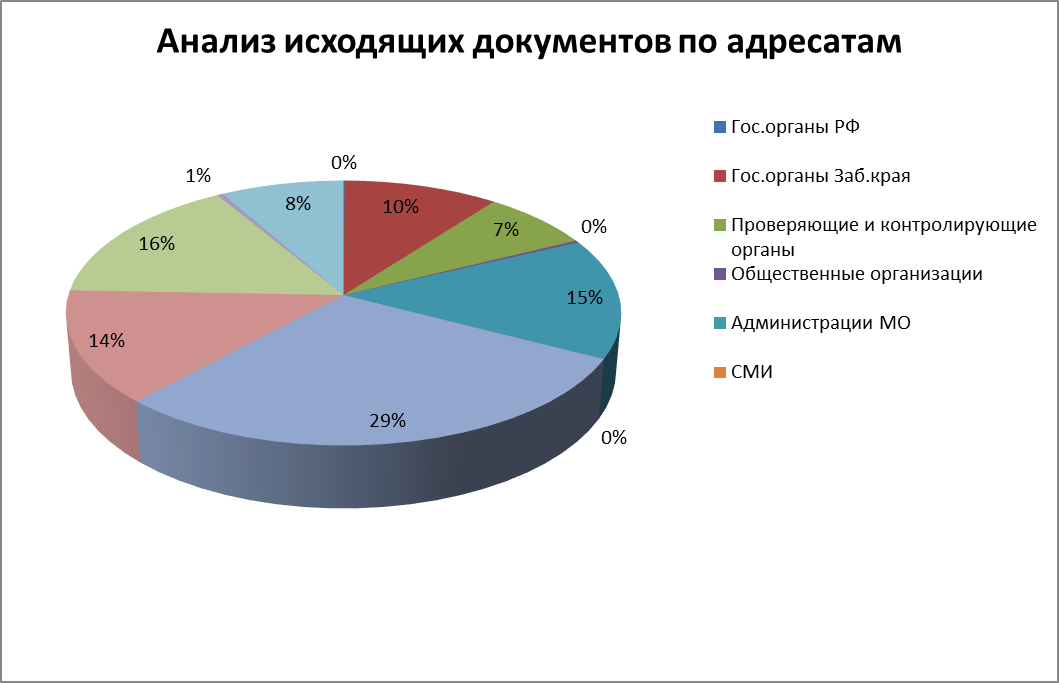 Анализ исходящих документов по адресатам
0%
1%
8%
10%
7%
0%
16%
15%
14%
29%
0%
Гос.органы РФ
Гос.органы Заб.края
Проверяющие и контролирующие
органы
Общественные организации
Администрации МО
СМИ